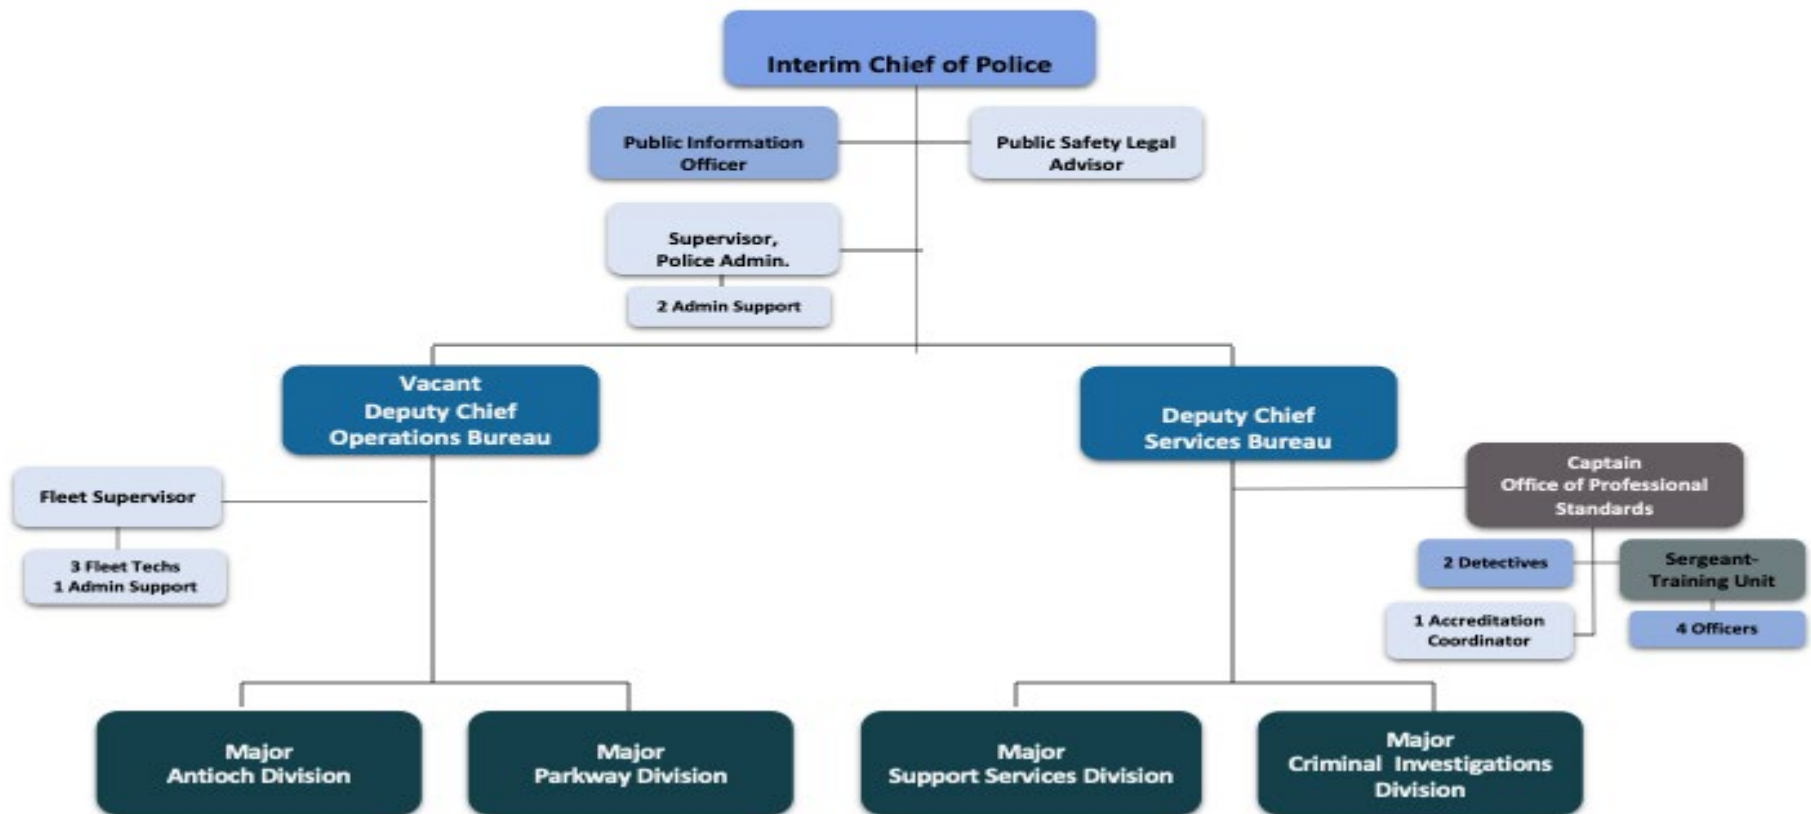 Interim Chief of Police
Public Information
Officer
Public Safety Legal
Advisor
Supervisor,
Police Admin.
2 Admin Support
Vacant
Deputy Chief
Operations Bureau
Deputy Chief
Services Bureau
Fleet Supervisor
3 Fleet Techs
1 Admin Support
Captain
Office of Professional
Standards
2 Detectives
Sergeant-
Training Unit
1 Accreditation
Coordinator
4 Officers
Major
Antioch Division
Major
Parkway Division
Major
Support Services Division
Major
Criminal Investigations
Division